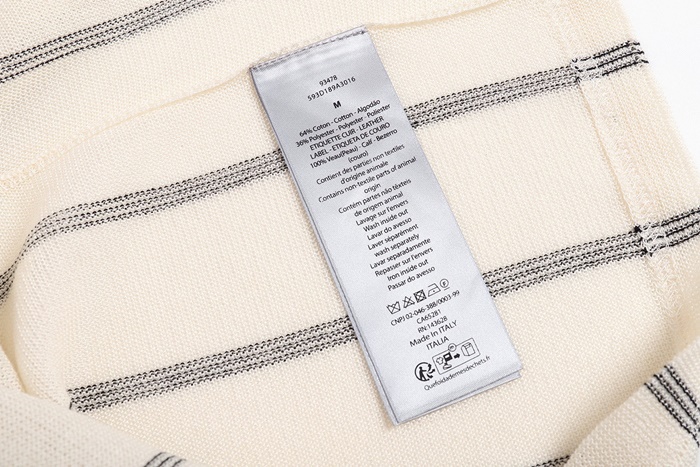 93478
593D189A3016
M
64% Coton - Cotton - Algodão
36% Polyester - Polyester - Poliester
ETIQUETTE CUIR - LEATHER
LABEL - ETIQUETA DE COURO
100% Veau(Peau) - Calf - Bezerro
(couro)
Contient des parties non textiles
d'origine animale
Contains non-textile parts of animal
origin
Contém partes não têxteis
de origem animal
Lavage sur l'envers
Wash inside out
Lavar do avesso
Laver séparément
wash separately
Lavar separadamente
Repasser sur l'envers
Iron inside out
Passar do avesso
CNPJ 02-046-388/0003-99
CA65281
RN:143628
Made in ITALY
ITALIA
Quefairedemesdechets.fr